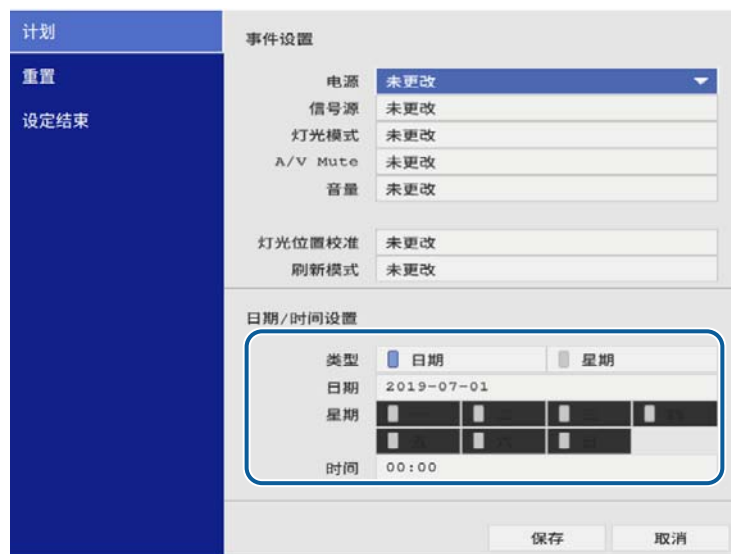 计划
重置
设定结束
事件设置
电源 未更改
信号源 未更改
灯光模式 未更改
A/V Mute 未更改
音量 未更改
灯光位置校准 未更改
刷新模式 未更改
日期/时间设置
类型 日期 星期
日期 2019-07-01
星期 一 二 三 四
五 六 日
时间 00:00
保存 取消